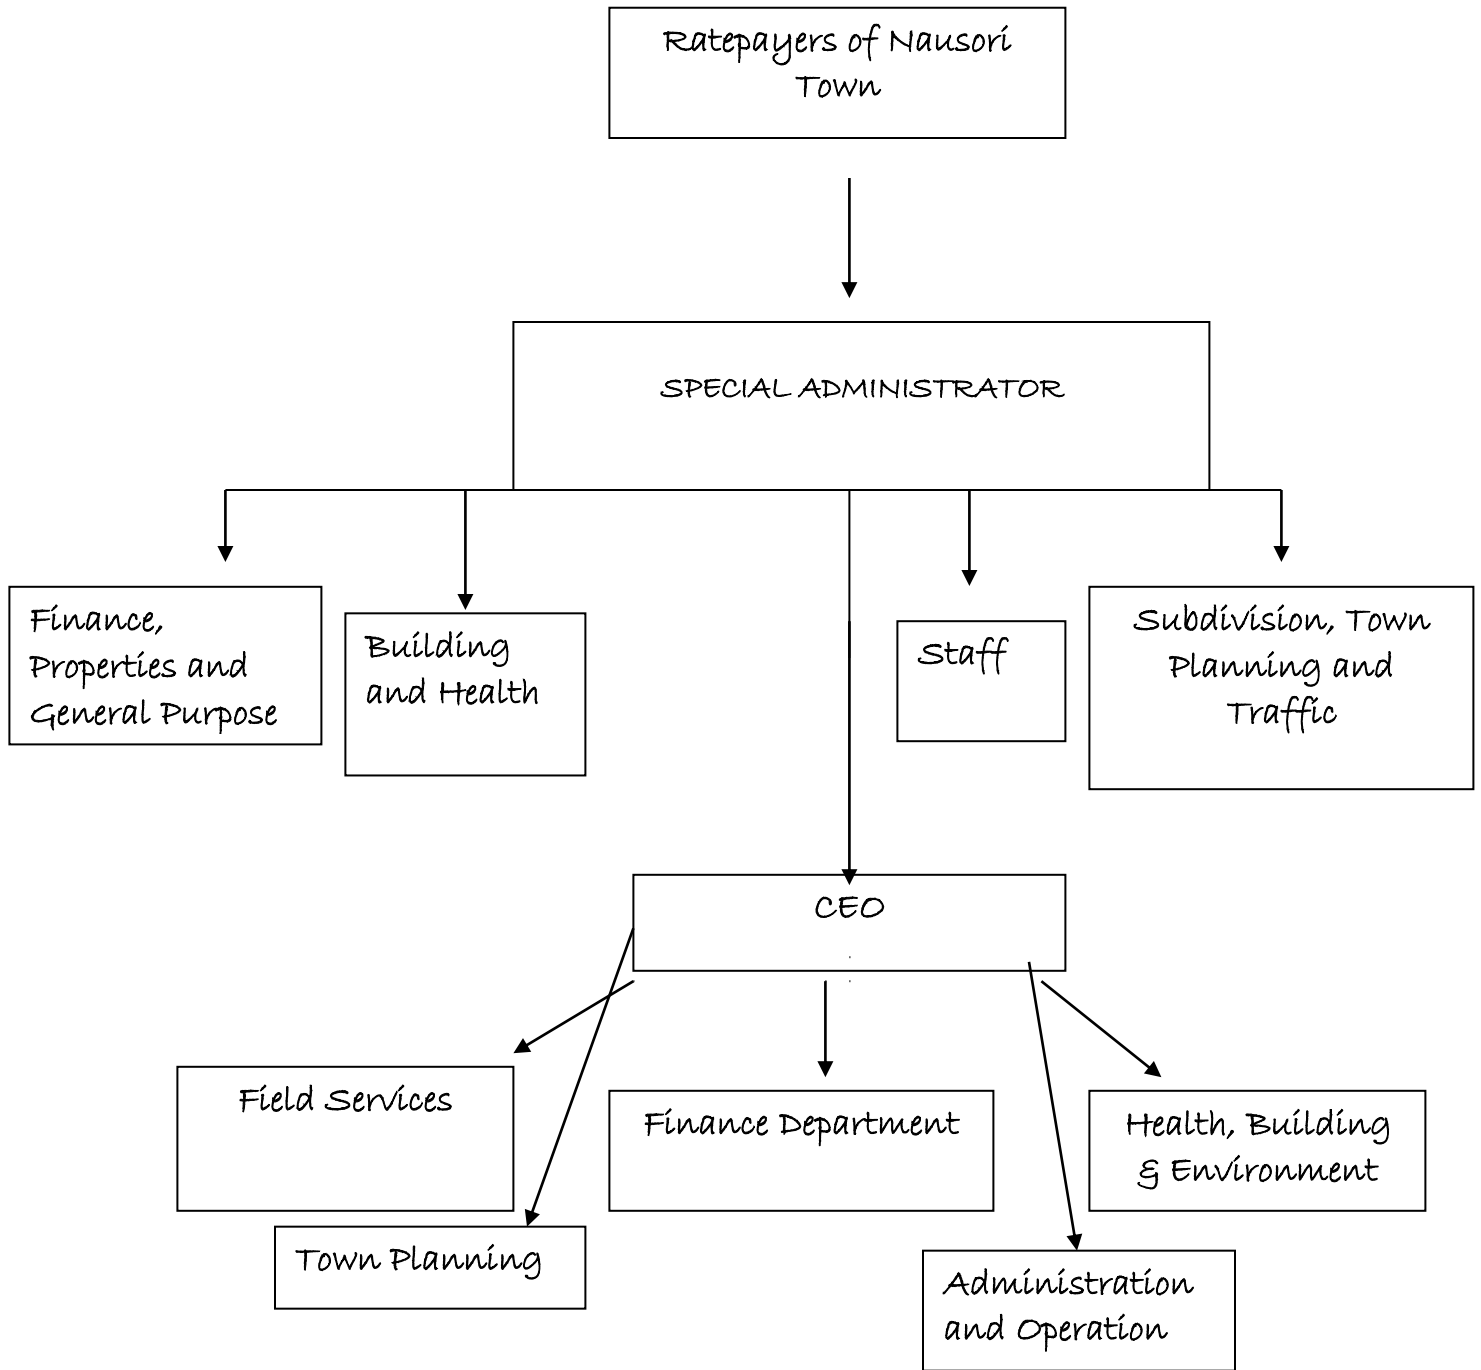 Ratepayers of Nausori
Town
SPECIAL ADMINISTRATOR
Finance,
Properties and
General Purpose
Building
and Health
Staff
Subdivision, Town
Planning and
Traffic
CEO
Field Services
Finance Department
Health, Building
& Environment
Town Planning
Administration
and Operation